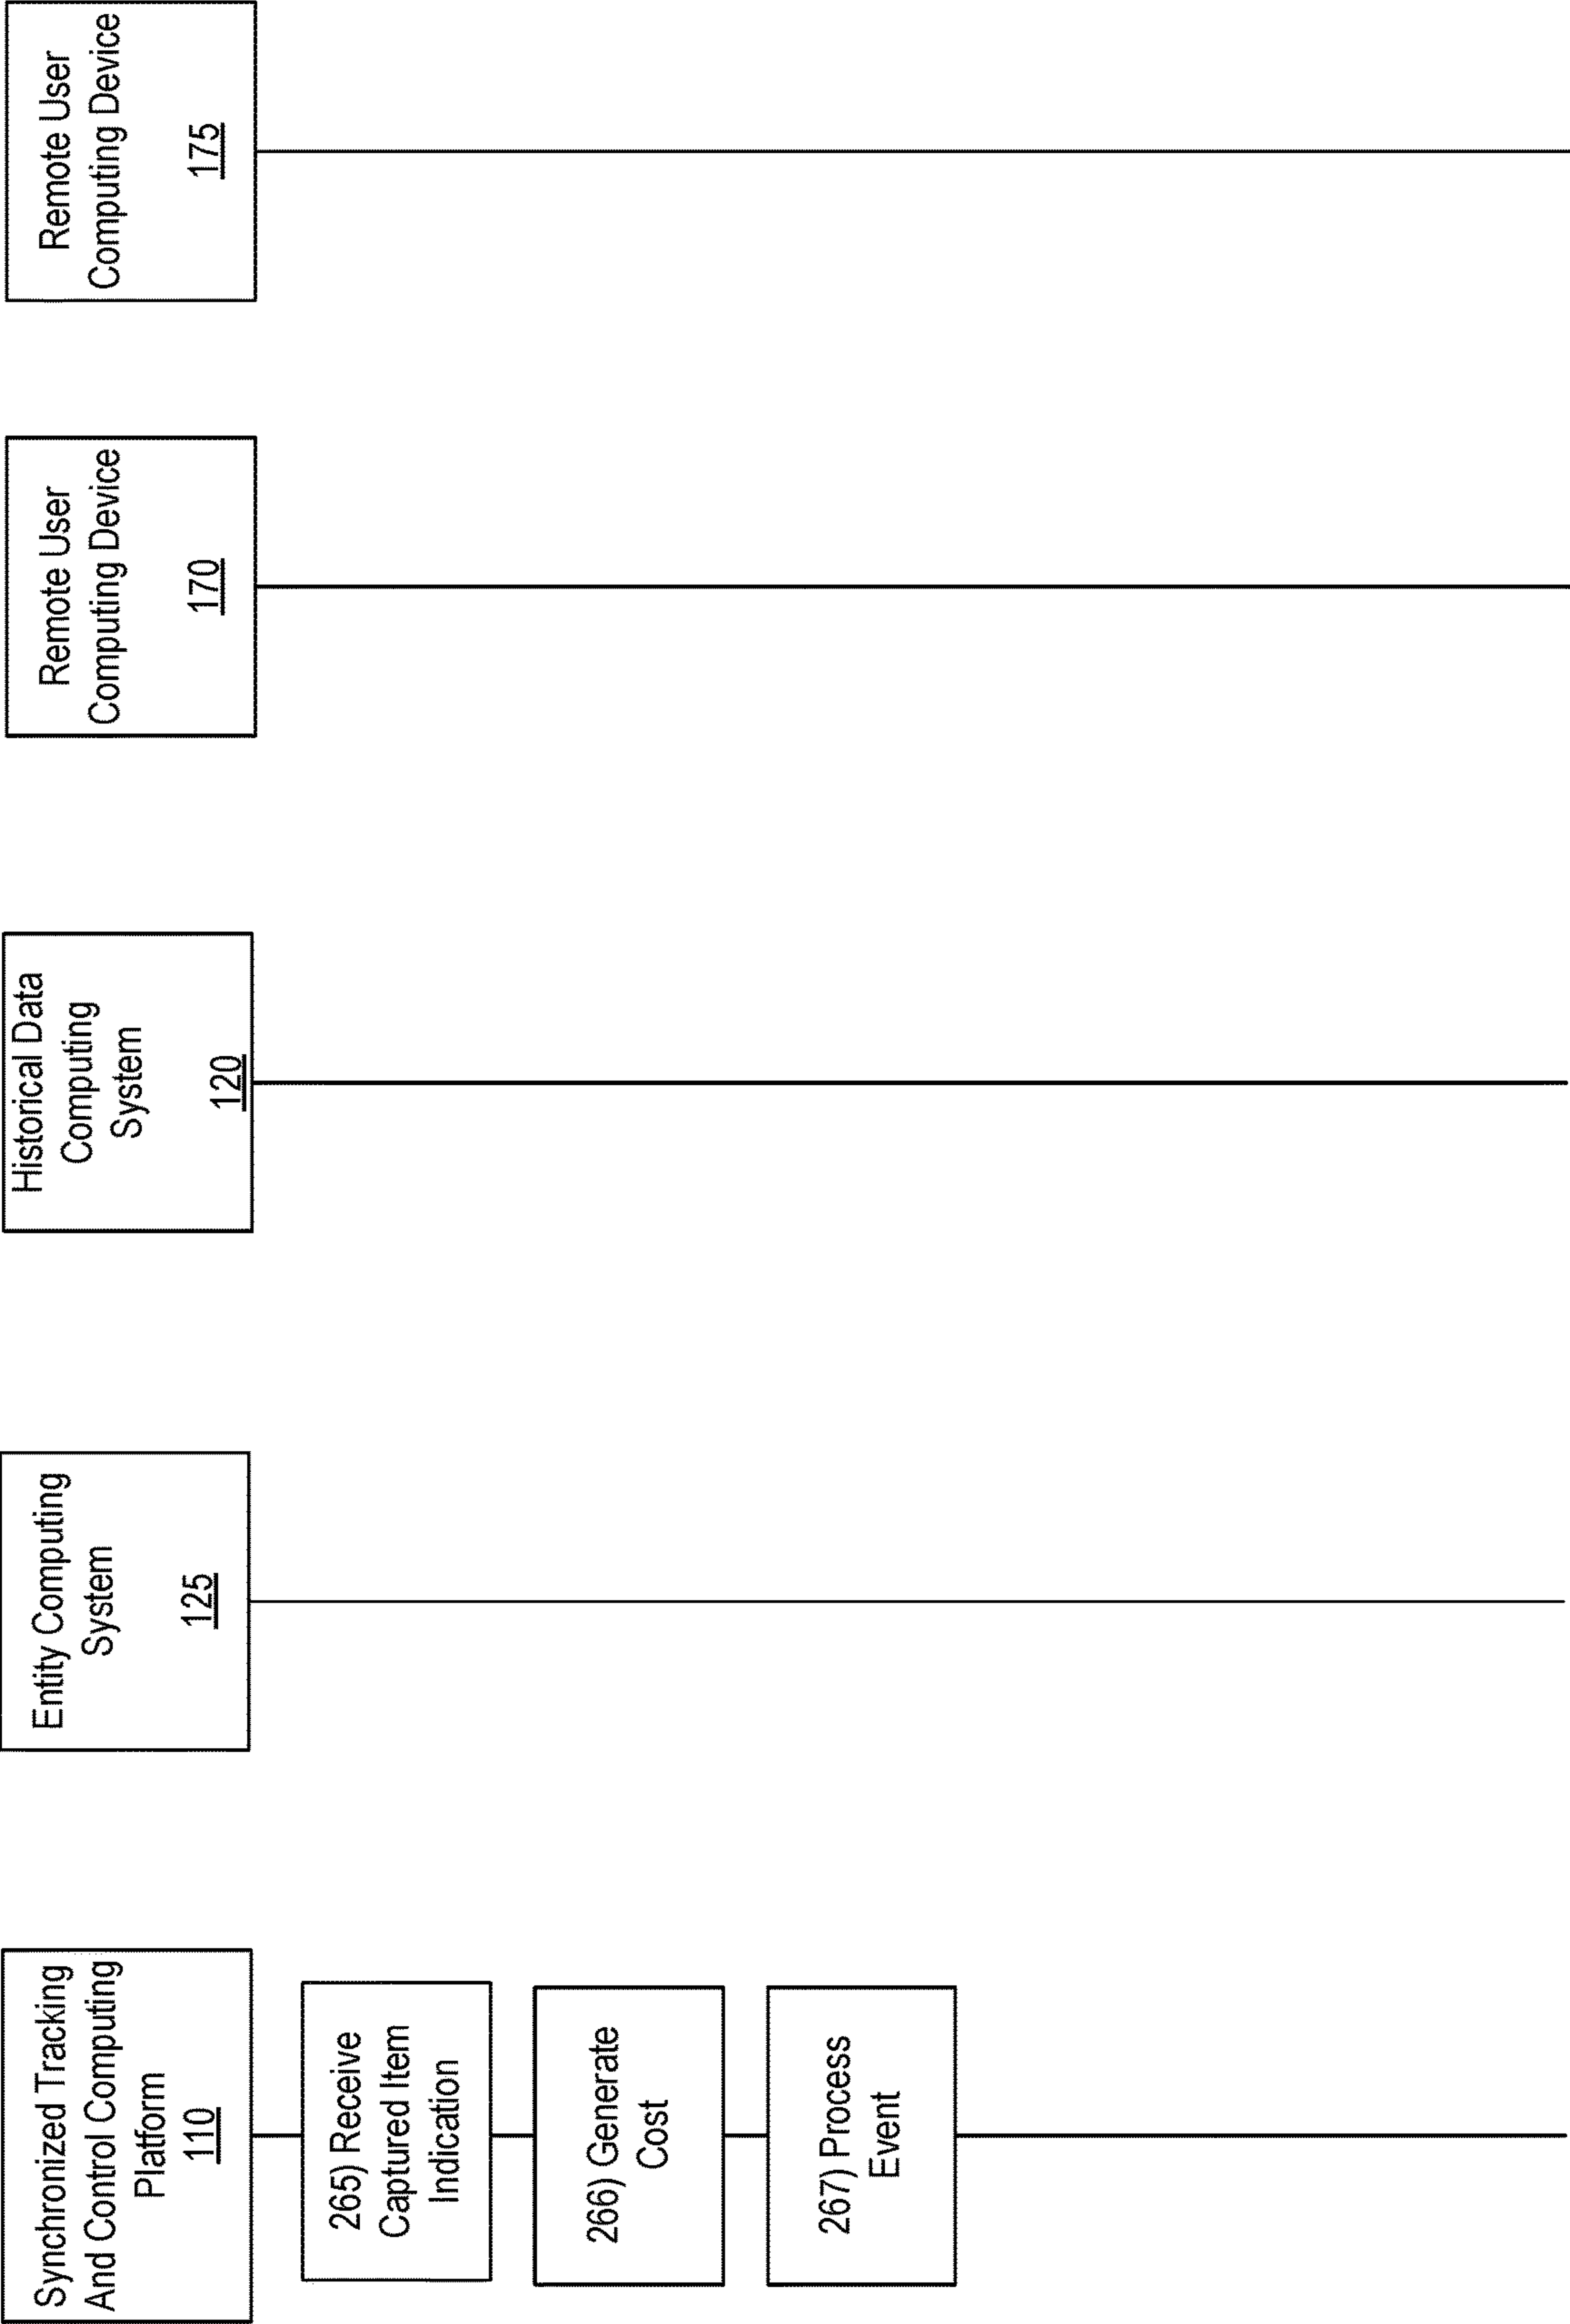 Synchronized Tracking
And Control Computing
Platform
110
Entity Computing
System
125
Historical Data
Computing
System
120
Remote User
Computing Device
170
Remote User
Computing Device
175
265) Receive
Captured Item
Indication
266) Generate
Cost
267) Process
Event